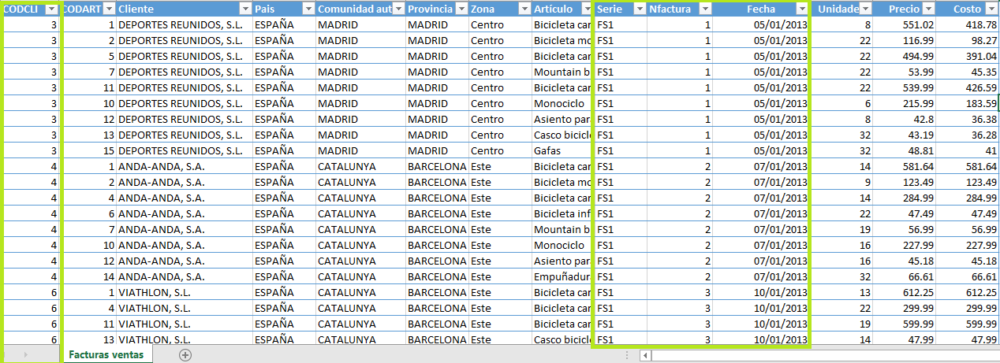 CODCLI CODART Cliente Pais Comunidad aut Provincia Zona Artículo Serie Nfactura Fecha Unidade Precio Costo
3 1 DEPORTES REUNIDOS, S.L. ESPAÑA MADRID MADRID Centro Bicicleta car FS1 1 05/01/2013 8 551.02 418.78
3 2 DEPORTES REUNIDOS, S.L. ESPAÑA MADRID MADRID Centro Bicicleta mo FS1 1 05/01/2013 22 116.99 98.27
3 5 DEPORTES REUNIDOS, S.L. ESPAÑA MADRID MADRID Centro Bicicleta car FS1 1 05/01/2013 22 494.99 391.04
3 7 DEPORTES REUNIDOS, S.L. ESPAÑA MADRID MADRID Centro Mountain b FS1 1 05/01/2013 22 53.99 45.35
3 11 DEPORTES REUNIDOS, S.L. ESPAÑA MADRID MADRID Centro Bicicleta car FS1 1 05/01/2013 22 539.99 426.59
3 10 DEPORTES REUNIDOS, S.L. ESPAÑA MADRID MADRID Centro Monociclo FS1 1 05/01/2013 6 215.99 183.59
3 12 DEPORTES REUNIDOS, S.L. ESPAÑA MADRID MADRID Centro Asiento par FS1 1 05/01/2013 8 42.8 36.38
3 13 DEPORTES REUNIDOS, S.L. ESPAÑA MADRID MADRID Centro Casco bicicl FS1 1 05/01/2013 32 43.19 36.28
3 15 DEPORTES REUNIDOS, S.L. ESPAÑA MADRID MADRID Centro Gafas FS1 1 05/01/2013 32 48.81 41
4 1 ANDA-ANDA, S.A. ESPAÑA CATALUNYA BARCELONA Este Bicicleta car FS1 2 07/01/2013 14 581.64 581.64
4 2 ANDA-ANDA, S.A. ESPAÑA CATALUNYA BARCELONA Este Bicicleta mo FS1 2 07/01/2013 9 123.49 123.49
4 4 ANDA-ANDA, S.A. ESPAÑA CATALUNYA BARCELONA Este Bicicleta car FS1 2 07/01/2013 14 284.99 284.99
4 6 ANDA-ANDA, S.A. ESPAÑA CATALUNYA BARCELONA Este Bicicleta inf FS1 2 07/01/2013 22 47.49 47.49
4 7 ANDA-ANDA, S.A. ESPAÑA CATALUNYA BARCELONA Este Mountain b FS1 2 07/01/2013 19 56.99 56.99
4 10 ANDA-ANDA, S.A. ESPAÑA CATALUNYA BARCELONA Este Monociclo FS1 2 07/01/2013 16 227.99 227.99
4 12 ANDA-ANDA, S.A. ESPAÑA CATALUNYA BARCELONA Este Asiento par FS1 2 07/01/2013 16 45.18 45.18
4 14 ANDA-ANDA, S.A. ESPAÑA CATALUNYA BARCELONA Este Empuñadur FS1 2 07/01/2013 32 66.61 66.61
6 1 VIATHLON, S.L. ESPAÑA CATALUNYA BARCELONA Este Bicicleta car FS1 3 10/01/2013 13 612.25 612.25
6 4 VIATHLON, S.L. ESPAÑA CATALUNYA BARCELONA Este Bicicleta car FS1 3 10/01/2013 22 299.99 299.99
6 11 VIATHLON, S.L. ESPAÑA CATALUNYA BARCELONA Este Bicicleta car FS1 3 10/01/2013 19 599.99 599.99
6 13 VIATHLON, S.L. ESPAÑA CATALUNYA BARCELONA Este Casco bicicl FS1 3 10/01/2013 14 47.99 47.99
Facturas ventas